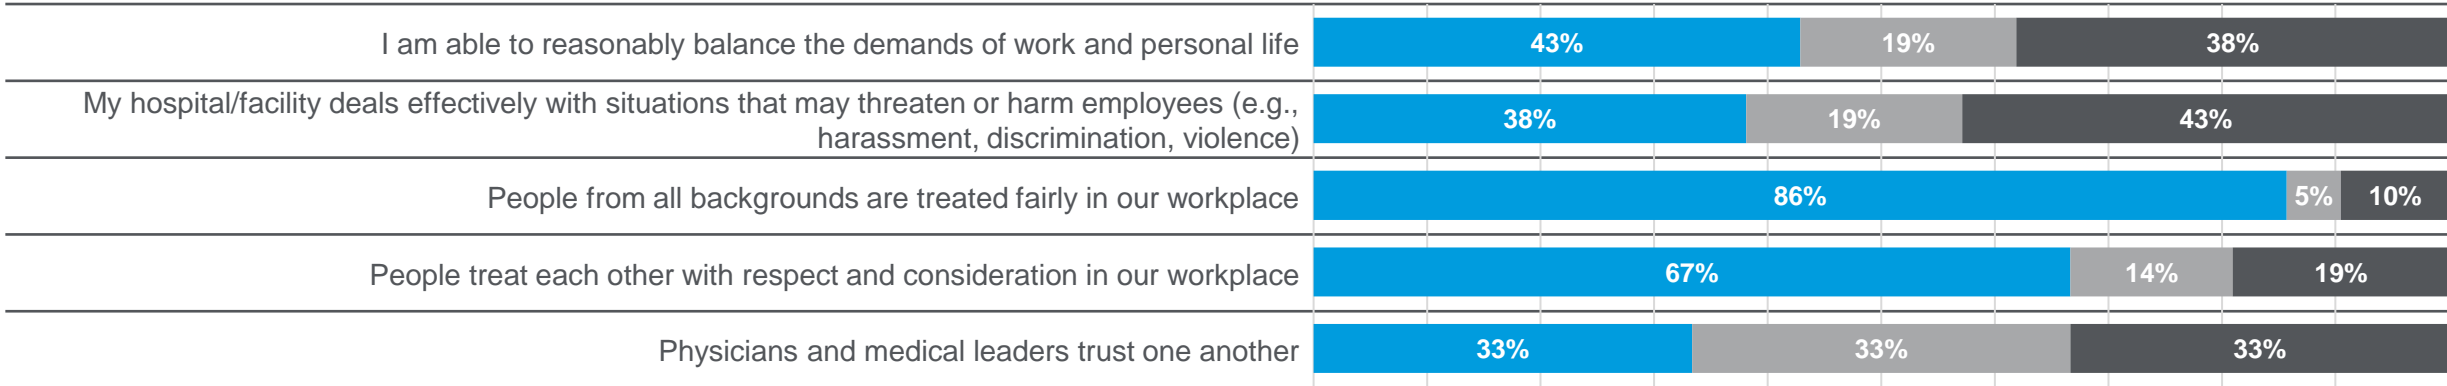 I am able to reasonably balance the demands of work and personal life 43% 19% 38%
My hospital/facility deals effectively with situations that may threaten or harm employees (e.g.,
harassment, discrimination, violence) 38% 19% 43%
People from all backgrounds are treated fairly in our workplace 86% 5% 10%
People treat each other with respect and consideration in our workplace 67% 14% 19%
Physicians and medical leaders trust one another 33% 33% 33%